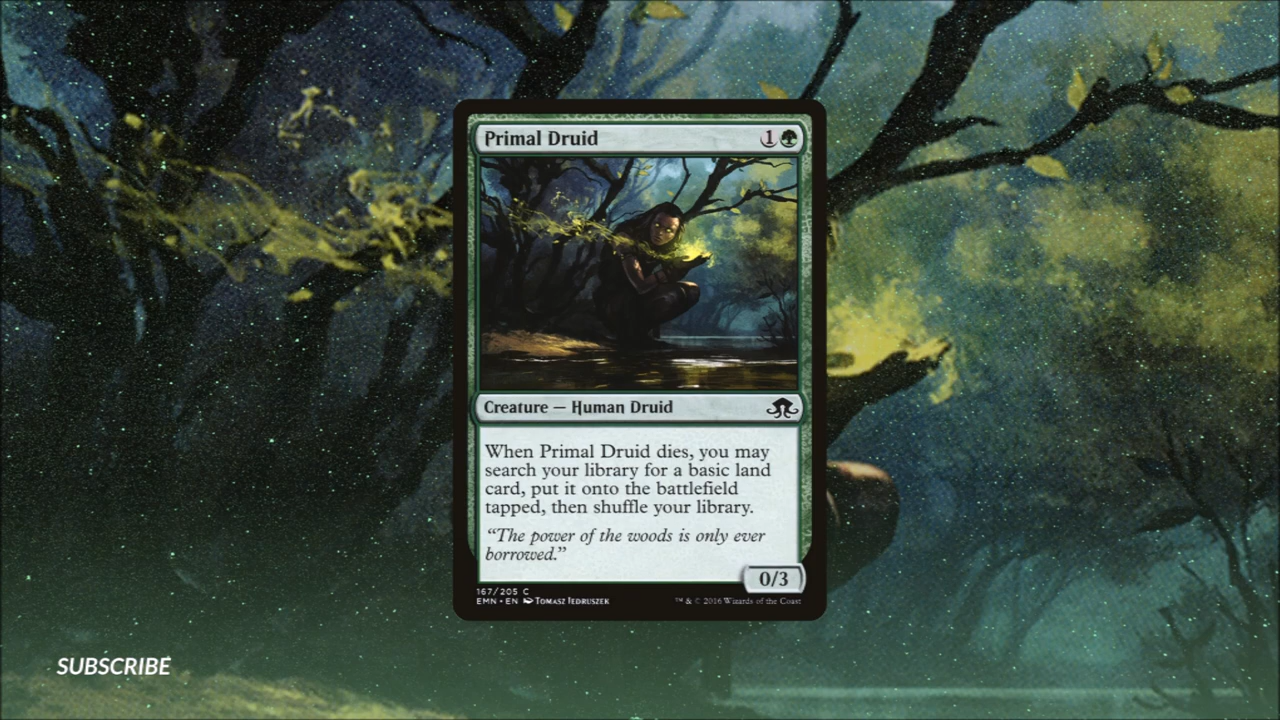 Primal Druid 1
Creature — Human Druid
When Primal Druid dies, you may
search your library for a basic land
card, put it onto the battlefield
tapped, then shuffle your library.
“The power of the woods is only ever
borrowed.”
0/3
167/205 C
EMN • EN Tomasz Jedruszek
™ & © 2016 Wizards of the Coast
SUBSCRIBE